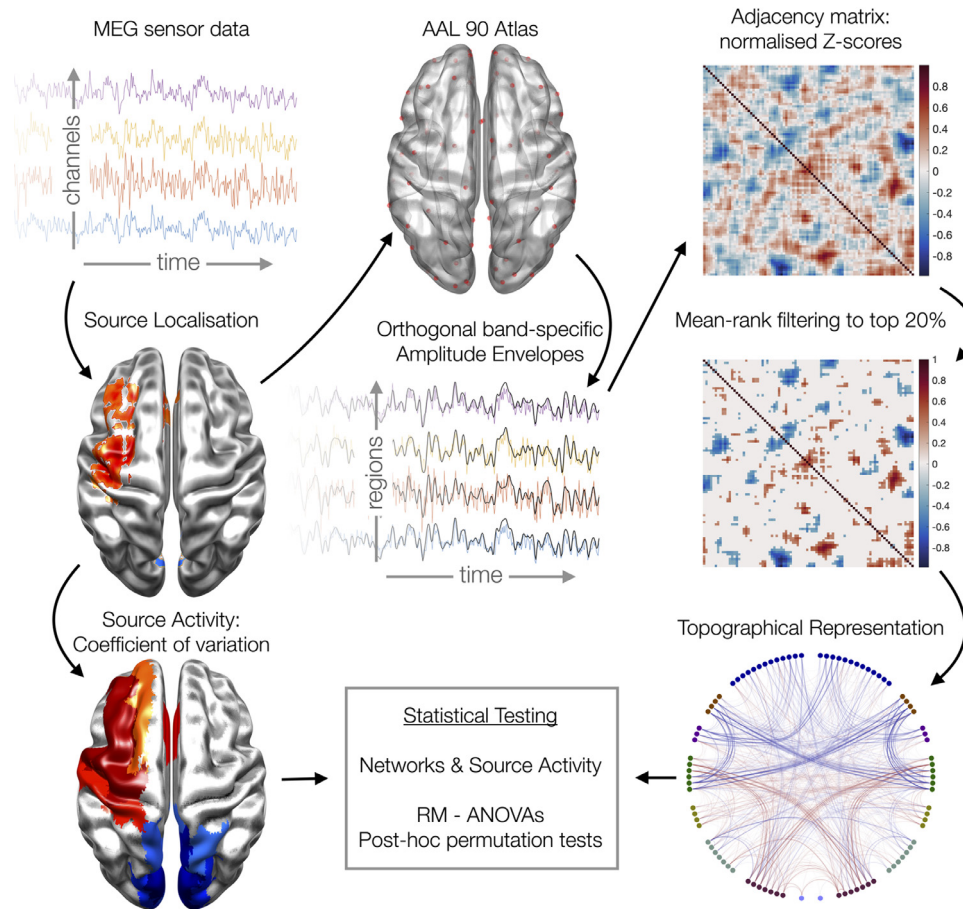 MEG sensor data
channels
time
AAL 90 Atlas
Adjacency matrix:
normalised Z-scores
0.8
0.6
0.4
0.2
0
-0.2
-0.4
-0.6
-0.8
Source Localisation
Orthogonal band-specific
Amplitude Envelopes
regions
time
Mean-rank filtering to top 20%
1
0.8
0.6
0.4
0.2
0
-0.2
-0.4
-0.6
-0.8
Source Activity:
Coefficient of variation
Statistical Testing
Networks & Source Activity
RM - ANOVAs
Post-hoc permutation tests
Topographical Representation